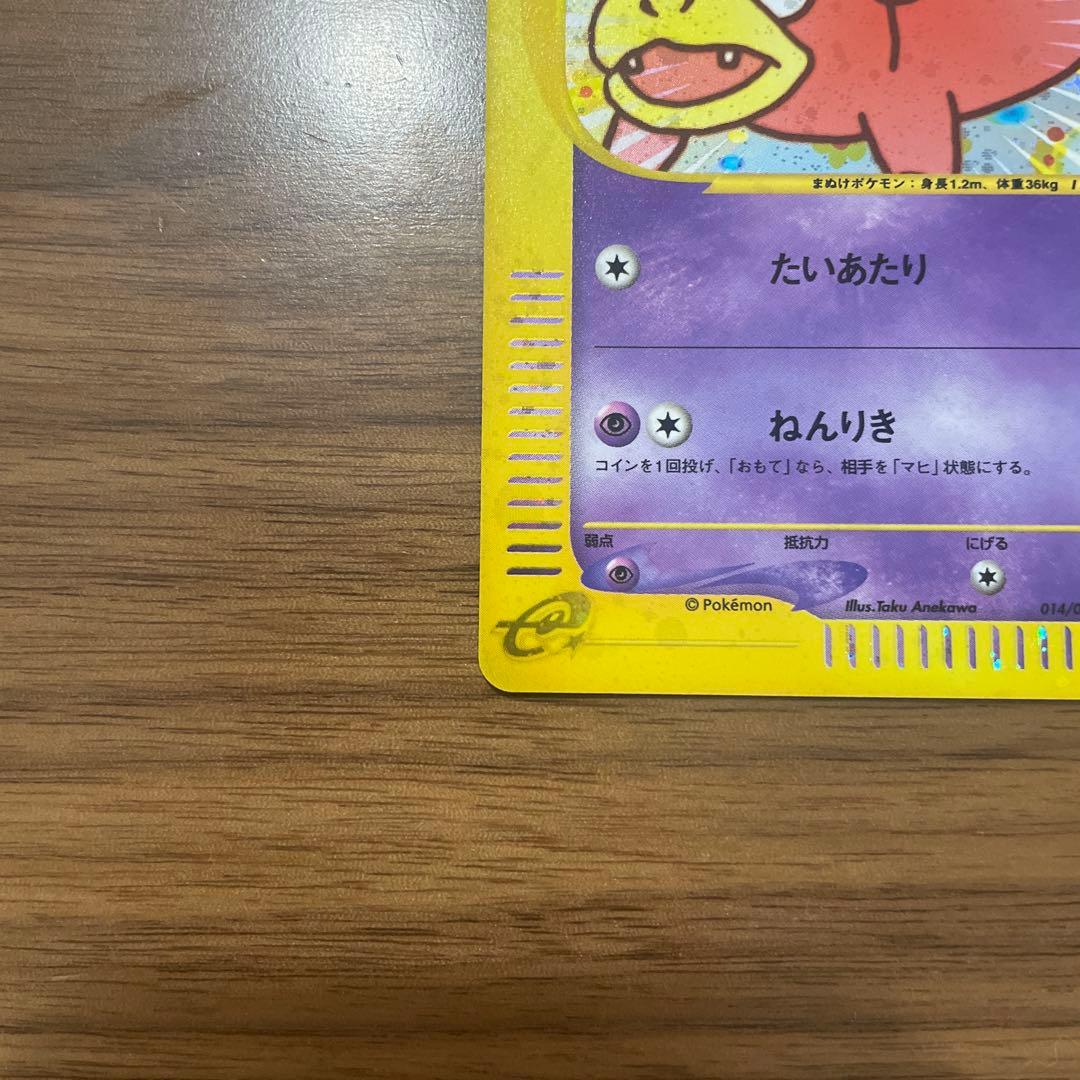 まぬけポケモン：身長1.2m、体重36kg
たいあたり
ねんりき
コインを1回投げ、「おもて」なら、相手を「マヒ」状態にする。
弱点 抵抗力 にげる
© Pokémon Illus.Taku Anekawa 014/0
e